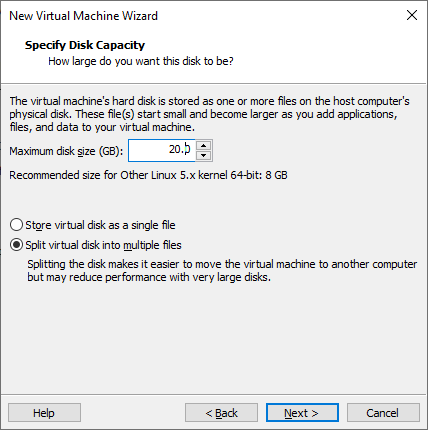 New Virtual Machine Wizard
Specify Disk Capacity
How large do you want this disk to be?
The virtual machine's hard disk is stored as one or more files on the host computer's
physical disk. These file(s) start small and become larger as you add applications,
files, and data to your virtual machine.
Maximum disk size (GB): 20.0
Recommended size for Other Linux 5.x kernel 64-bit: 8 GB
Store virtual disk as a single file
Split virtual disk into multiple files
Splitting the disk makes it easier to move the virtual machine to another computer
but may reduce performance with very large disks.
Help < Back Next > Cancel